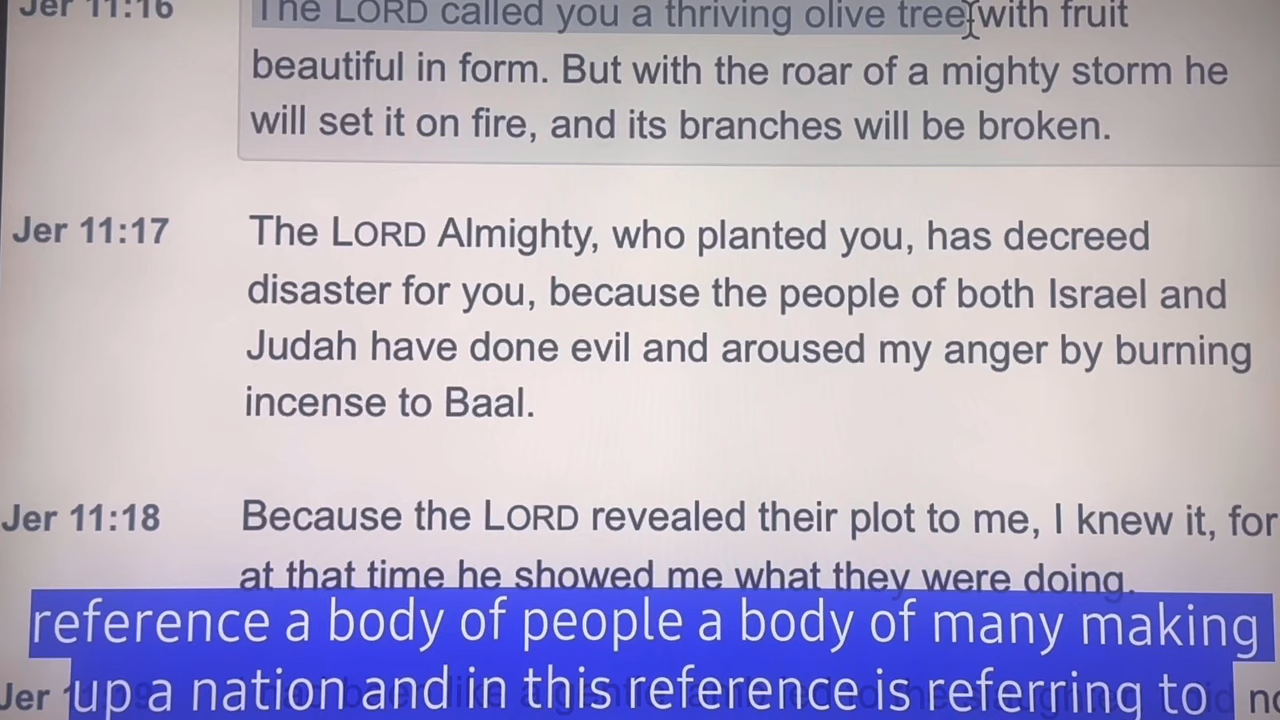 Jer 11:16 The LORD called you a thriving olive tree with fruit
beautiful in form. But with the roar of a mighty storm he
will set it on fire, and its branches will be broken.
Jer 11:17 The LORD Almighty, who planted you, has decreed
disaster for you, because the people of both Israel and
Judah have done evil and aroused my anger by burning
incense to Baal.
Jer 11:18 Because the LORD revealed their plot to me, I knew it, for
at that time he showed me what they were doing.
reference a body of people a body of many making
Jer
up a nation and in this reference is referring to